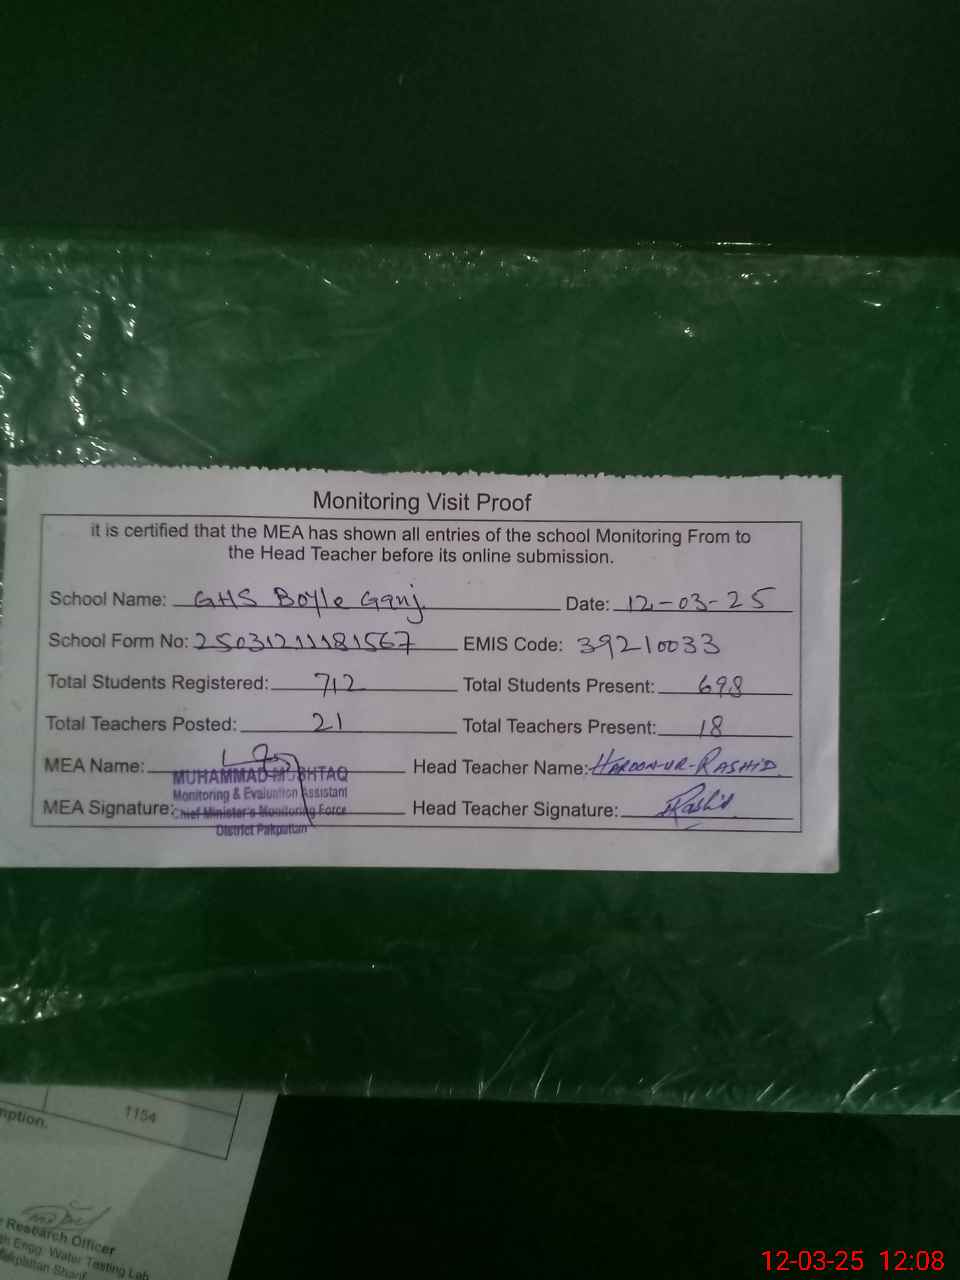 Monitoring Visit Proof
it is certified that the MEA has shown all entries of the school Monitoring From to
the Head Teacher before its online submission.
School Name: GHS Boyle Ganj. Date: 12-03-25
School Form No: 25031211181567 EMIS Code: 39210033
Total Students Registered: 712 Total Students Present: 698
Total Teachers Posted: 21 Total Teachers Present: 18
MEA Name: Head Teacher Name: HAROON-UR-RASHID
MUHAMMAD MUSHTAQ
Monitoring & Evaluation Assistant
MEA Signature: Head Teacher Signature: Rashid
Chief Minister's Monitoring Force
District Pakpattan
1154
Research Officer
Engg: Water Testing Lab
Pakpattan Sharif
12-03-25 12:08